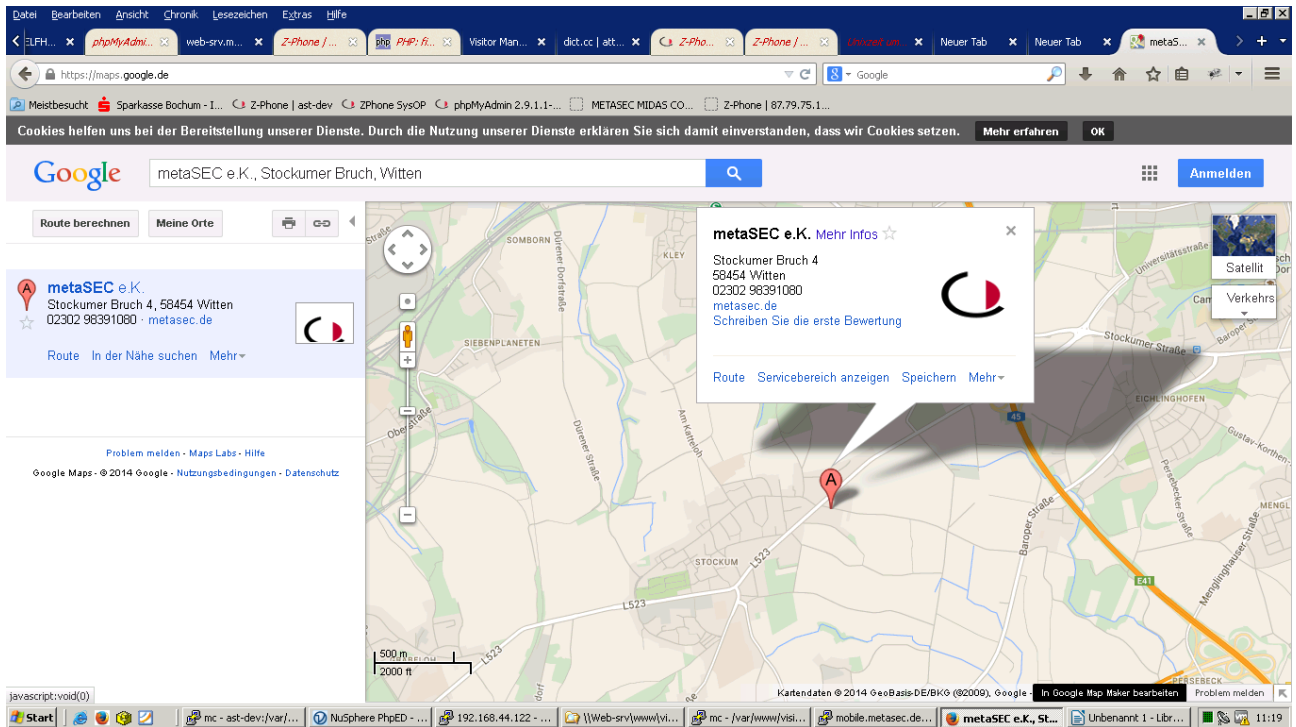 Datei Bearbeiten Ansicht Chronik Lesezeichen Extras Hilfe
ELFH... phpMyAdmi... web-srv.m... Z-Phone / ... php PHP: fi... Visitor Man... dict.cc | att... Z-Pho... Z-Phone / ... Neuer Tab Neuer Tab metaS...
https://maps.google.de
Google
Meistbesucht Sparkasse Bochum - I... Z-Phone | ast-dev ZPhone SysOP phpMyAdmin 2.9.1.1-... METASEC MIDAS CO... Z-Phone | 87.79.75.1...
Cookies helfen uns bei der Bereitstellung unserer Dienste. Durch die Nutzung unserer Dienste erklären Sie sich damit einverstanden, dass wir Cookies setzen. Mehr erfahren OK
Google metaSEC e.K., Stockumer Bruch, Witten Anmelden
Route berechnen Meine Orte
A
metaSEC e.K.
Stockumer Bruch 4, 58454 Witten
02302 98391080 · metasec.de
Route In der Nähe suchen Mehr
Problem melden - Maps Labs - Hilfe
Google Maps - © 2014 Google - Nutzungsbedingungen - Datenschutz
metaSEC e.K. Mehr Infos
Stockumer Bruch 4
58454 Witten
02302 98391080
metasec.de
Schreiben Sie die erste Bewertung
Route Servicebereich anzeigen Speichern Mehr
Satellit
Verkehrs
SOMBORN
Dürener Dorfstraße
KLEY
Universitätsstraße
Stockumer Straße
Baroper
SIEBENPLANETEN
EICHLINGHOFEN
45
Am Katteloh
Oberstraße
Dürener Straße
Gustav-Korthen-
A
Persebecker Straße
MENGL
Baroper Straße
STOCKUM
L523
L523
E41
Menglinghauser Straße
L523
500 m
2000 ft
dorf
PERSEBECK
javascript:void(0)
Kartendaten © 2014 GeoBasis-DE/BKG (©2009), Google - In Google Map Maker bearbeiten Problem melden
Start mc - ast-dev:/var/... NuSphere PhpED - ... 192.168.44.122 - ... \\Web-srv\www\vi... mc - /var/www/visi... mobile.metasec.de... metaSEC e.K., St... Unbenannt 1 - Libr... 11:19